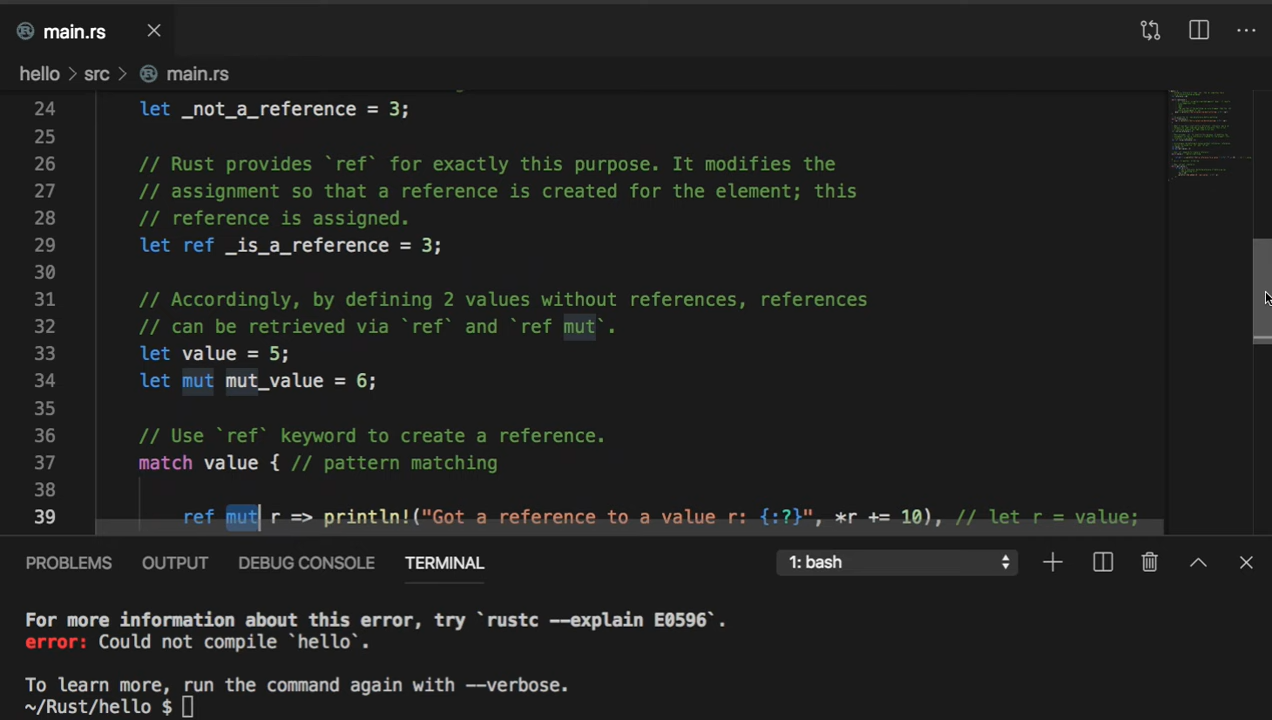 main.rs
hello > src > main.rs
24 let _not_a_reference = 3;
25
26 // Rust provides `ref` for exactly this purpose. It modifies the
27 // assignment so that a reference is created for the element; this
28 // reference is assigned.
29 let ref _is_a_reference = 3;
30
31 // Accordingly, by defining 2 values without references, references
32 // can be retrieved via `ref` and `ref mut`.
33 let value = 5;
34 let mut mut_value = 6;
35
36 // Use `ref` keyword to create a reference.
37 match value { // pattern matching
38
39 ref mut r => println!("Got a reference to a value r: {:?}", *r += 10), // let r = value;
PROBLEMS OUTPUT DEBUG CONSOLE TERMINAL 1: bash
For more information about this error, try `rustc --explain E0596`.
error: Could not compile `hello`.
To learn more, run the command again with --verbose.
~/Rust/hello $